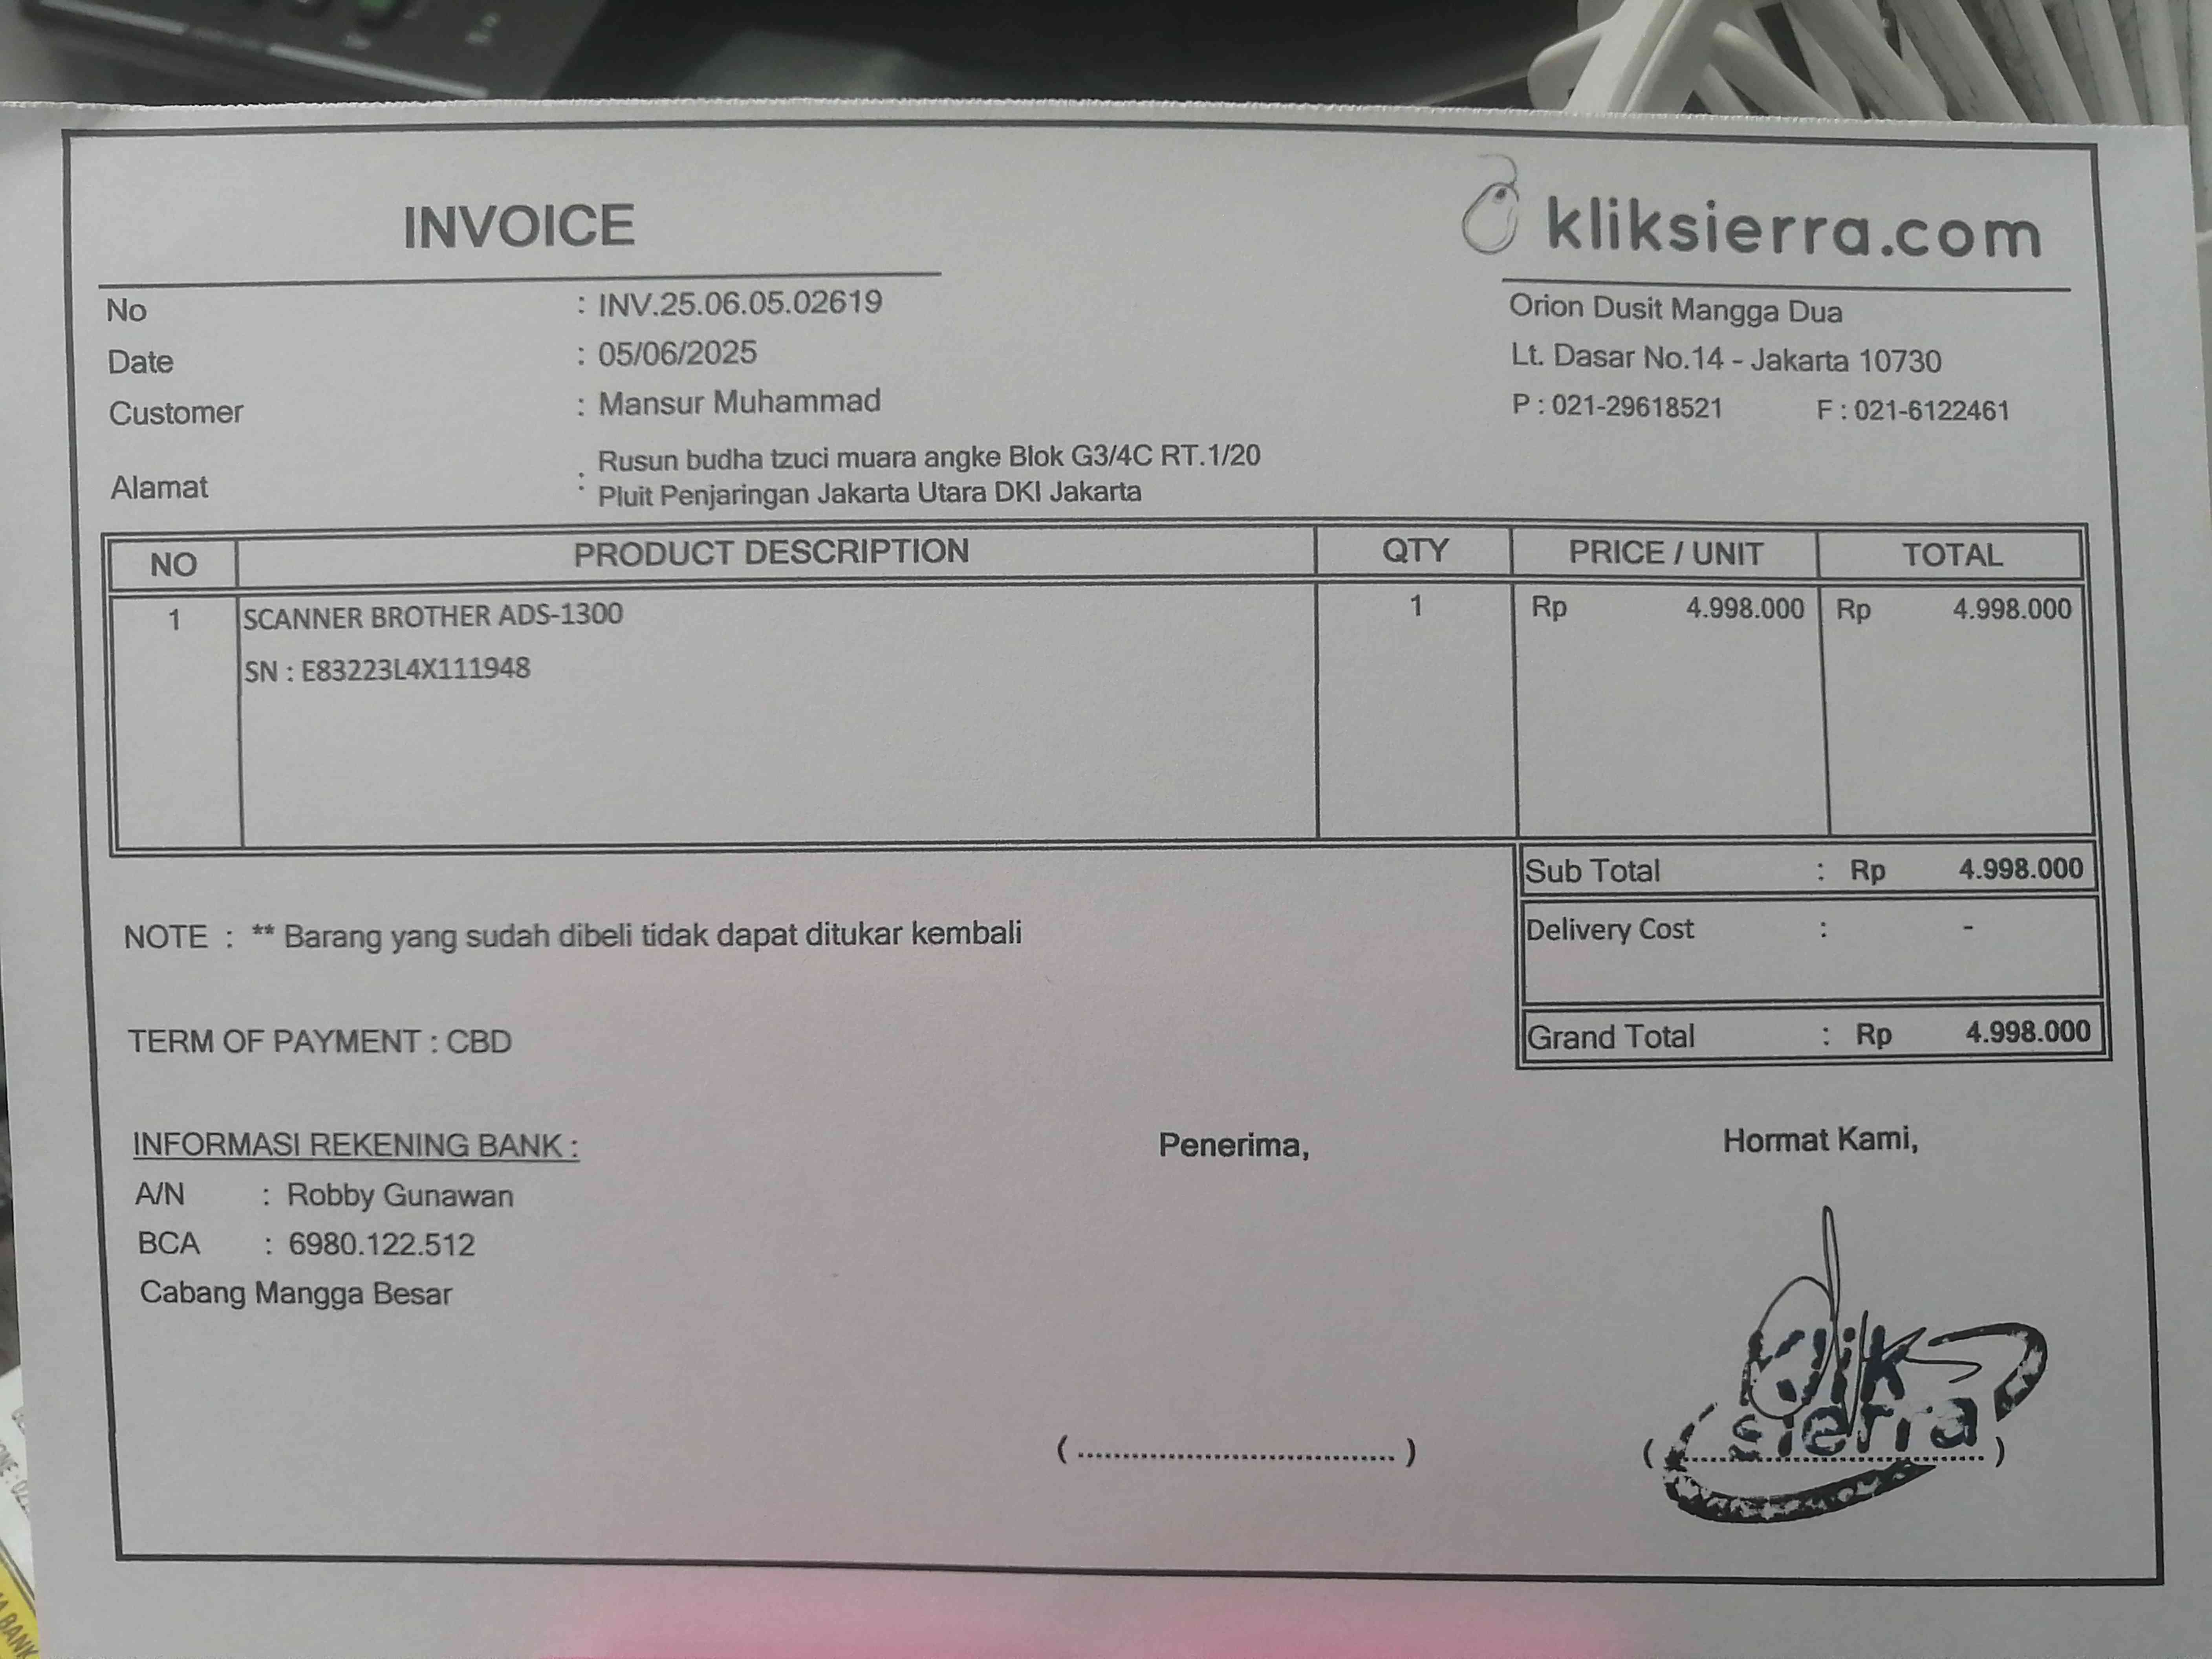 INVOICE
kliksierra.com
No : INV.25.06.05.02619
Date : 05/06/2025
Customer : Mansur Muhammad
Alamat : Rusun budha tzuci muara angke Blok G3/4C RT.1/20
Pluit Penjaringan Jakarta Utara DKI Jakarta
Orion Dusit Mangga Dua
Lt. Dasar No.14 - Jakarta 10730
P : 021-29618521 F : 021-6122461
NO PRODUCT DESCRIPTION QTY PRICE / UNIT TOTAL
1 SCANNER BROTHER ADS-1300 1 Rp 4.998.000 Rp 4.998.000
SN : E83223L4X111948
Sub Total : Rp 4.998.000
Delivery Cost : -
Grand Total : Rp 4.998.000
NOTE : ** Barang yang sudah dibeli tidak dapat ditukar kembali
TERM OF PAYMENT : CBD
INFORMASI REKENING BANK :
A/N : Robby Gunawan
BCA : 6980.122.512
Cabang Mangga Besar
Penerima,
(..........................................)
Hormat Kami,
Klik
sierra
(..........................................)
BANK